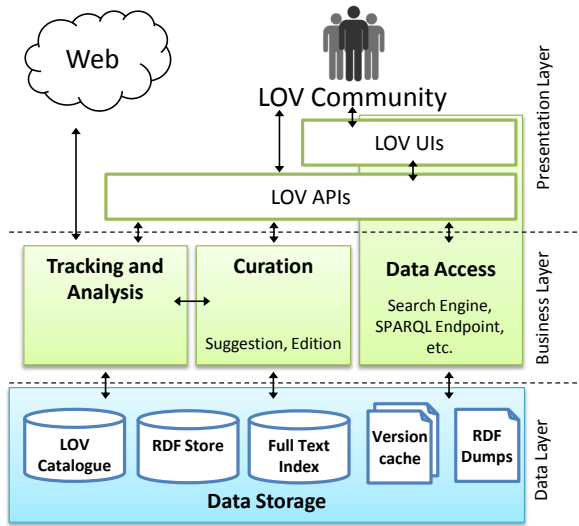 Web
LOV Community
LOV UIs
LOV APIs
Presentation Layer
Tracking and
Analysis
Curation
Suggestion, Edition
Data Access
Search Engine,
SPARQL Endpoint,
etc.
Business Layer
LOV
Catalogue
RDF Store
Full Text
Index
Version
cache
RDF
Dumps
Data Storage
Data Layer